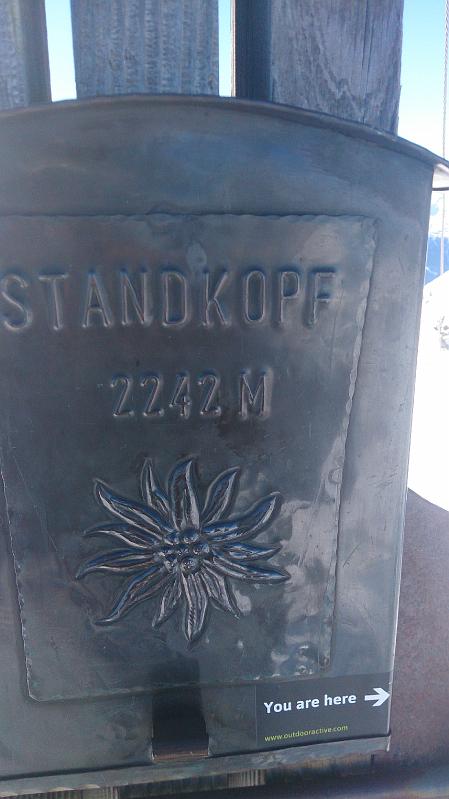 STANDKOPF
2242 M
You are here
www.outdooractive.com